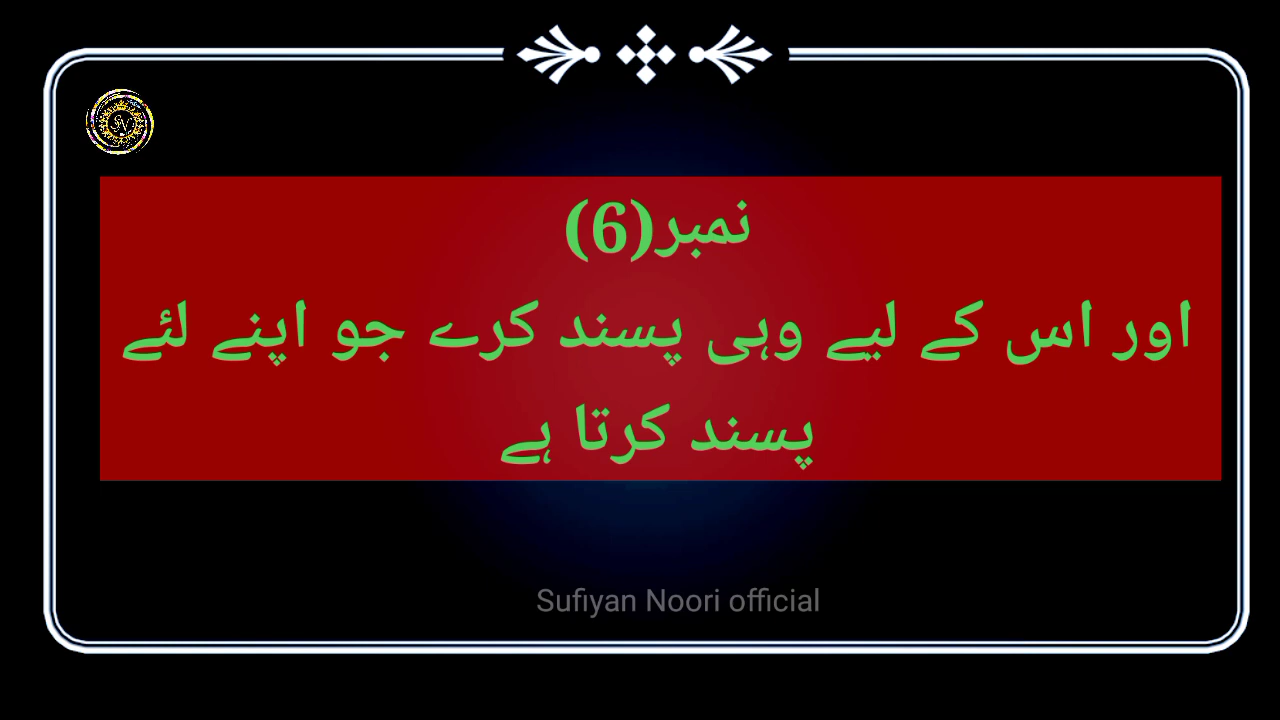 نمبر(6)
اور اس کے لیے وہی پسند کرے جو اپنے لئے
پسند کرتا ہے
Sufiyan Noori official